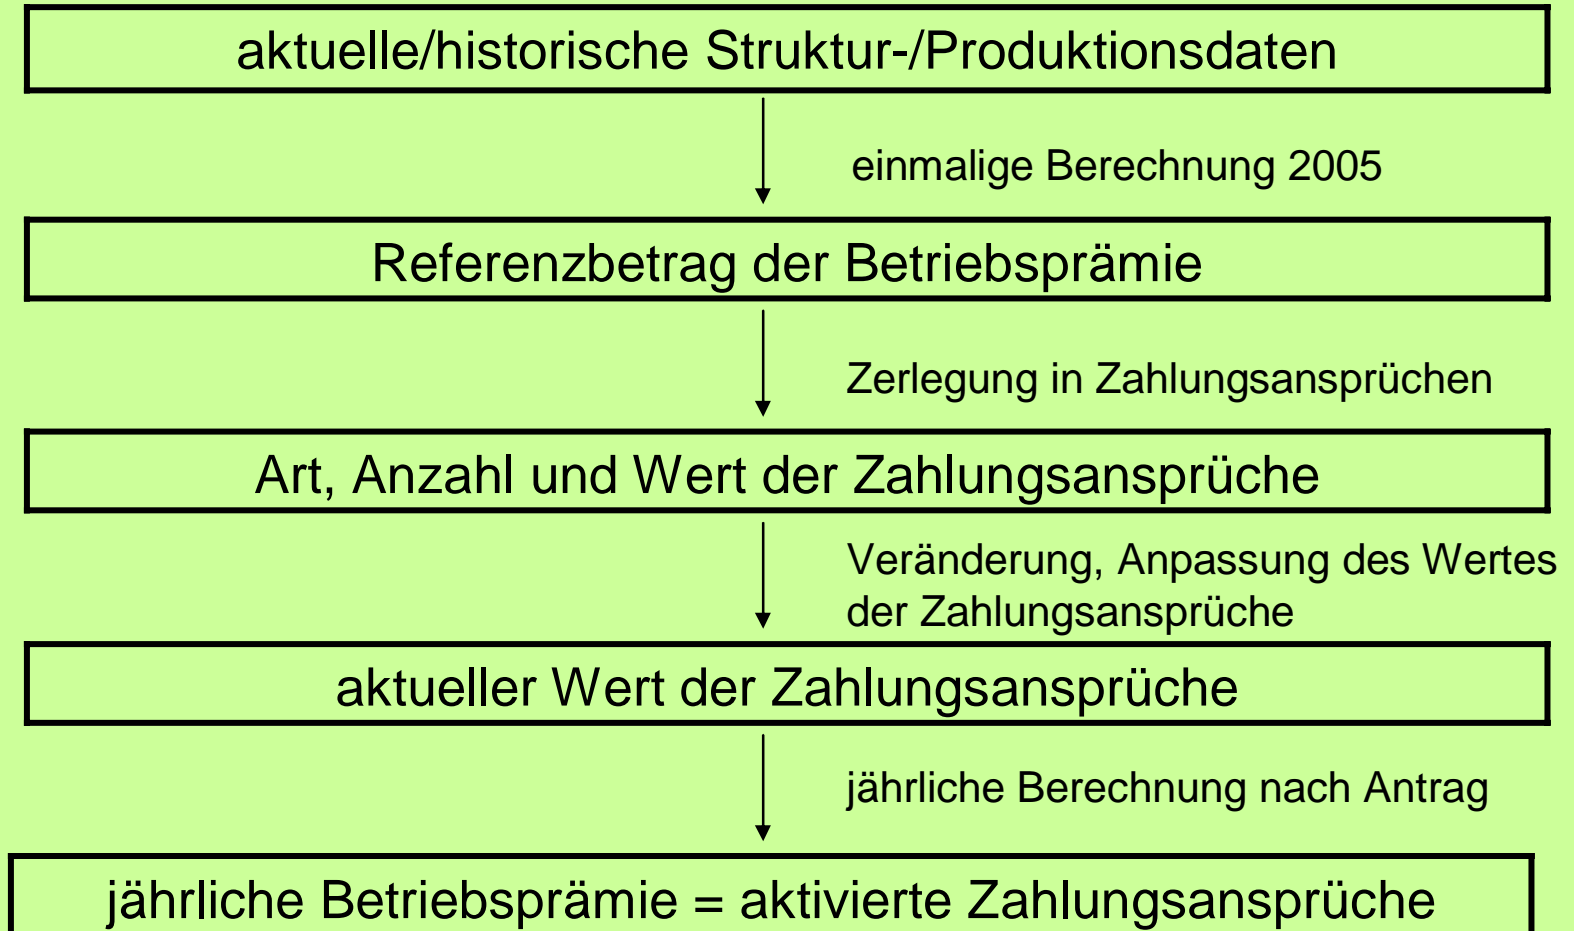 aktuelle/historische Struktur-/Produktionsdaten
einmalige Berechnung 2005
Referenzbetrag der Betriebsprämie
Zerlegung in Zahlungsansprüchen
Art, Anzahl und Wert der Zahlungsansprüche
Veränderung, Anpassung des Wertes
der Zahlungsansprüche
aktueller Wert der Zahlungsansprüche
jährliche Berechnung nach Antrag
jährliche Betriebsprämie = aktivierte Zahlungsansprüche